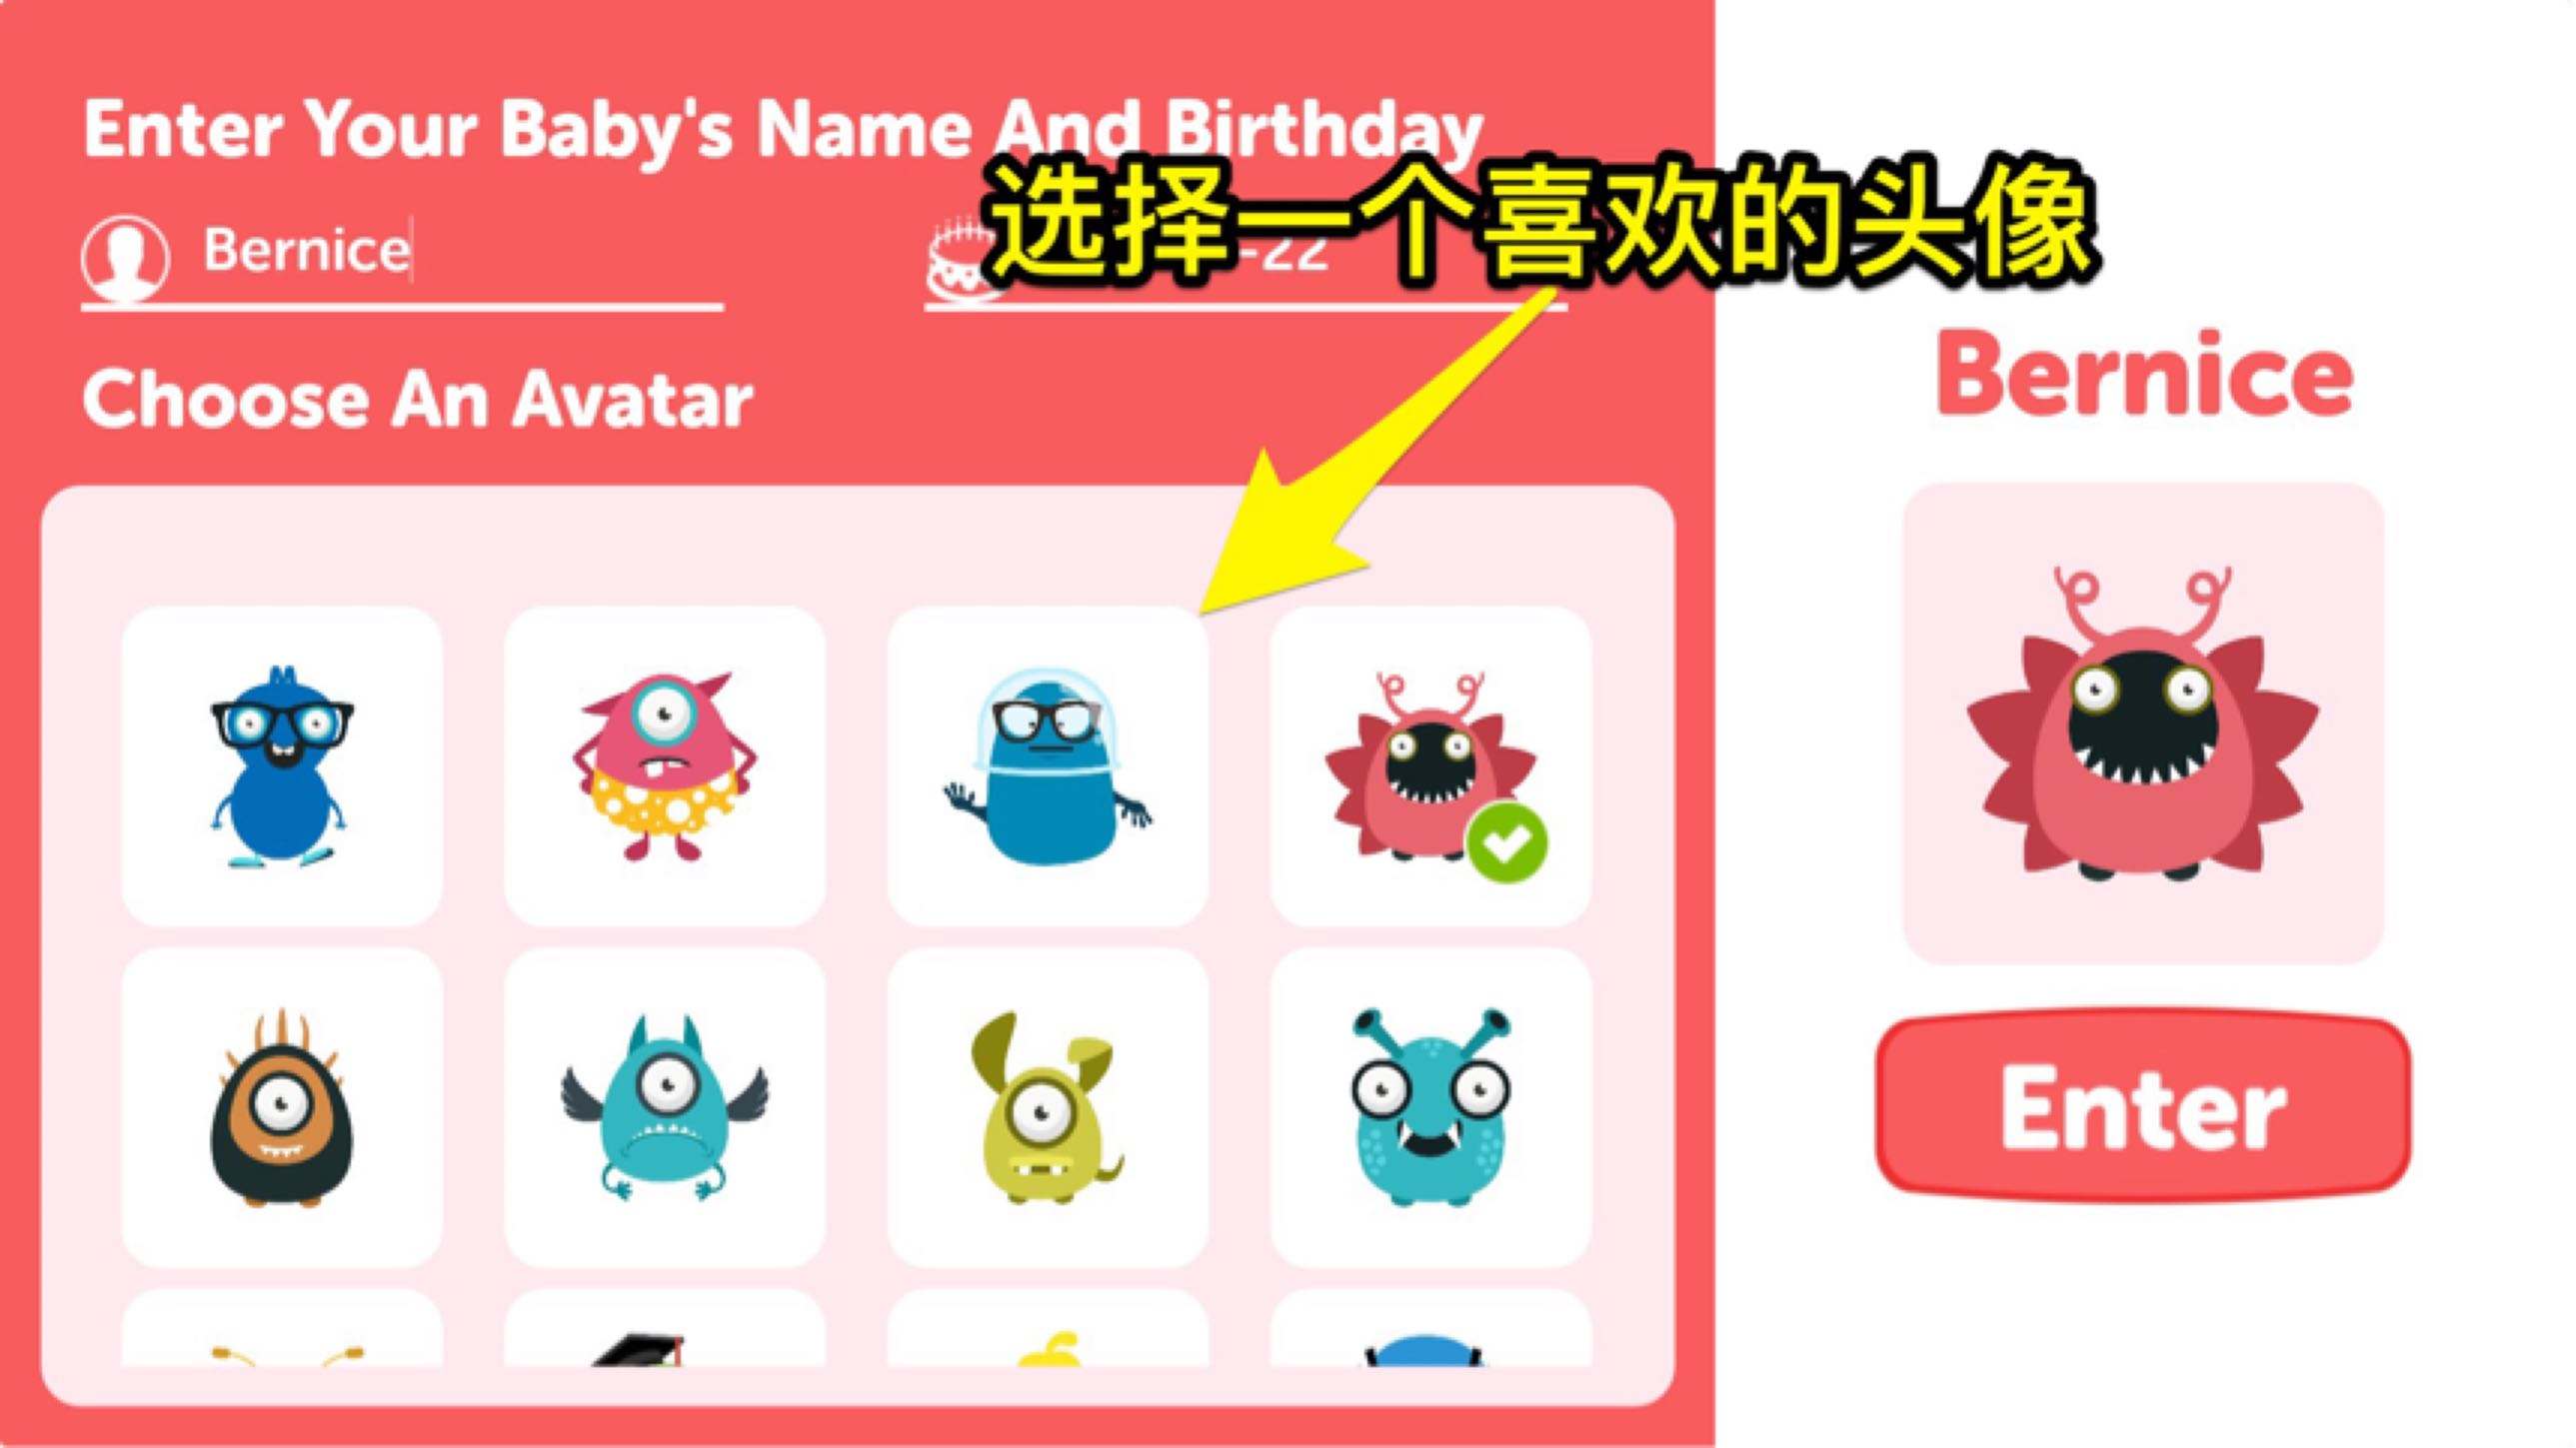 Enter Your Baby's Name And Birthday
选择一个喜欢的头像
Bernice
-22
Choose An Avatar
Bernice
Enter